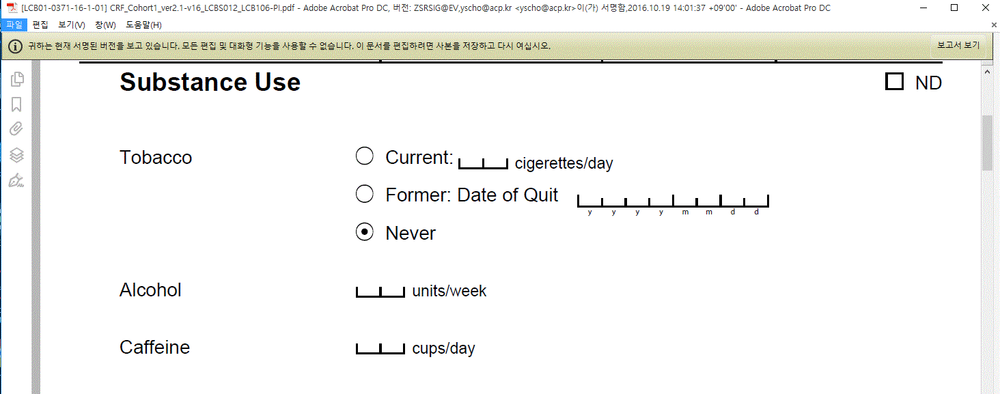 [LCB01-0371-16-1-01] CRF_Cohort1_ver2.1-v16_LCBS012_LCB106-PI.pdf - Adobe Acrobat Pro DC, 버전: ZSRSIG@EV,yscho@acp.kr <yscho@acp.kr>이(가) 서명함,2016.10.19 14:01:37 +09'00' - Adobe Acrobat Pro DC
파일 편집 보기(V) 창(W) 도움말(H)
귀하는 현재 서명된 버전을 보고 있습니다. 모든 편집 및 대화형 기능을 사용할 수 없습니다. 이 문서를 편집하려면 사본을 저장하고 다시 여십시오. 보고서 보기
Substance Use ND
Tobacco Current: cigerettes/day
Former: Date of Quit
y y y y m m d d
Never
Alcohol units/week
Caffeine cups/day